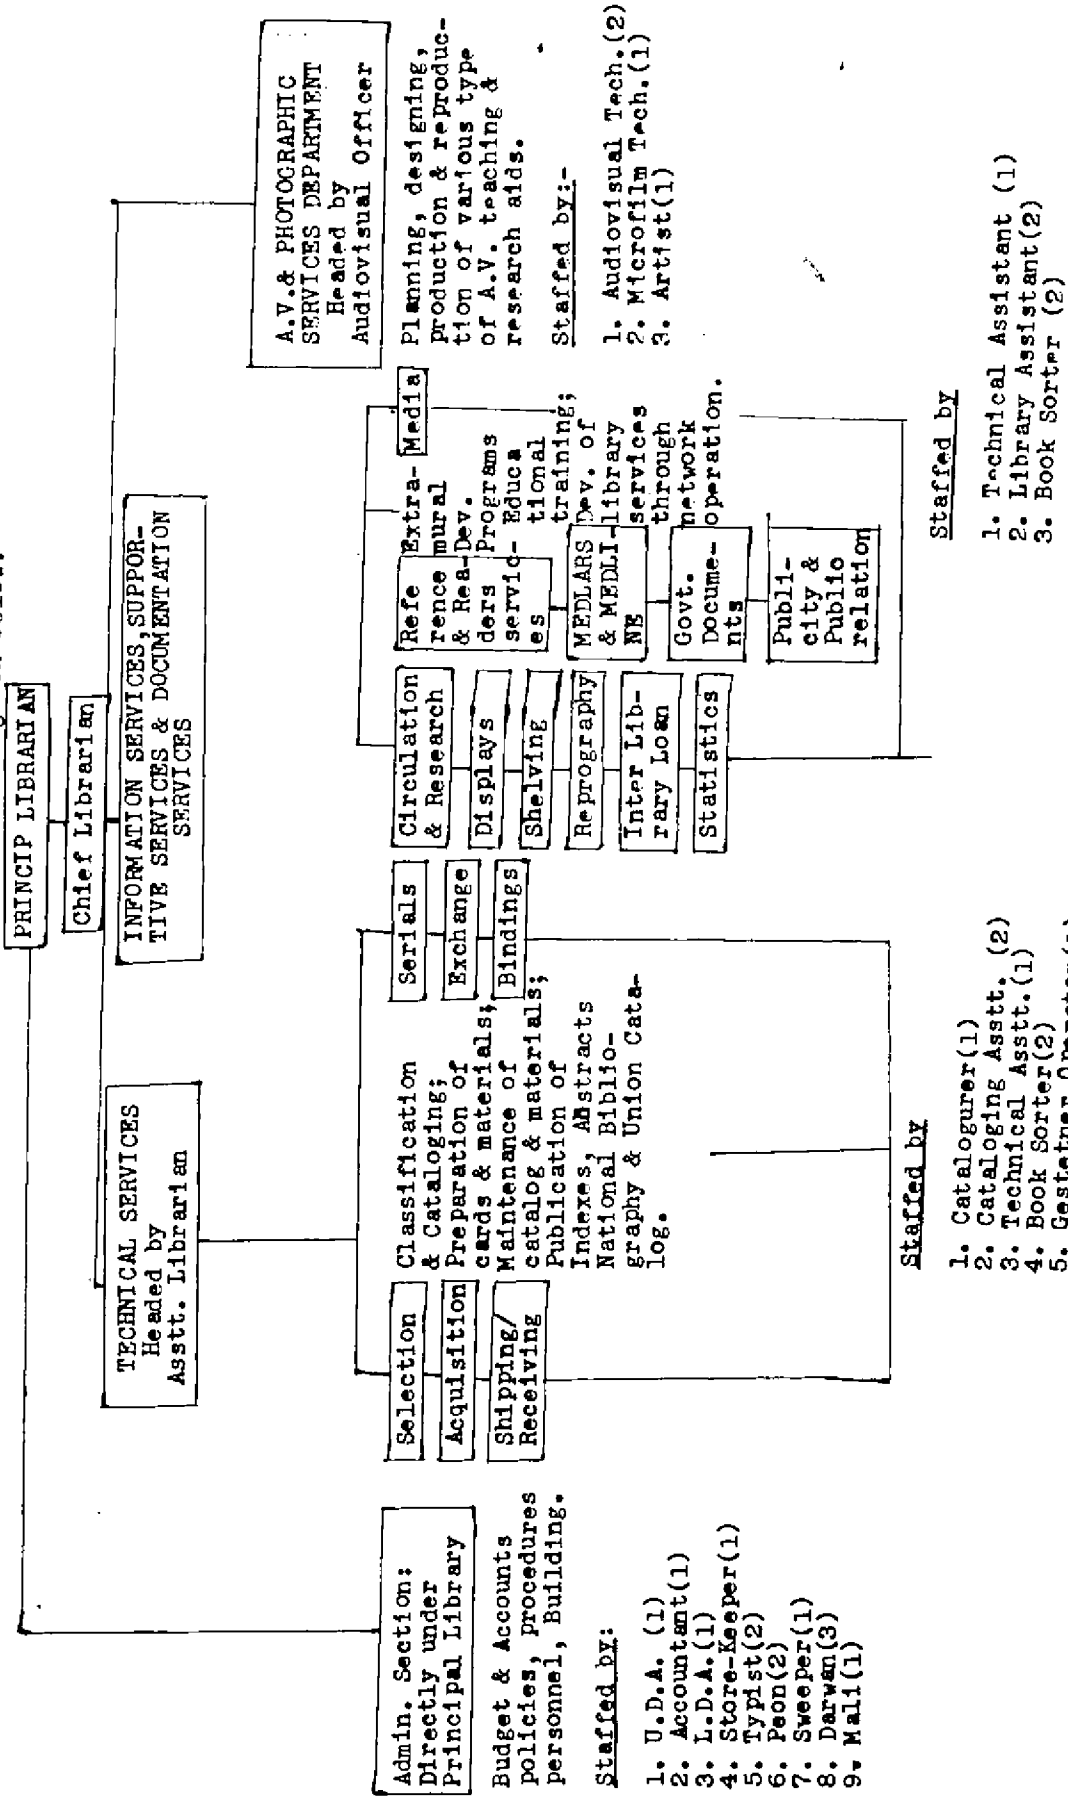 PRINCIP LIBRARIAN
Chief Librarian
TECHNICAL SERVICES
Headed by
Asstt. Librarian
INFORMATION SERVICES,SUPPOR-
TIVE SERVICES & DOCUMENTATION
SERVICES
A.V.& PHOTOGRAPHIC
SERVICES DEPARTMENT
Headed by
Audiovisual Officer
Admin. Section:
Directly under
Principal Library
Budget & Accounts
policies, procedures
personnel, Building.
Staffed by:
1. U.D.A. (1)
2. Accountant(1)
3. L.D.A.(1)
4. Store-Keeper(1)
5. Typist(2)
6. Peon(2)
7. Sweeper(1)
8. Darwan(3)
9. Mali(1)
Selection
Acquisition
Shipping/
Receiving
Classification
& Cataloging;
Preparation of
cards & materials;
Maintenance of
catalog & materials;
Publication of
Indexes, Abstracts
National Biblio-
graphy & Union Cata-
log.
Serials
Exchange
Bindings
Staffed by
1. Catalogurer(1)
2. Cataloging Asstt. (2)
3. Technical Asstt.(1)
4. Book Sorter(2)
5. Gestetner
Circulation
& Research
Displays
Shelving
Reprography
Inter Lib-
rary Loan
Statistics
Refe
rence
& Rea-
ders
servic-
es
MEDLARS
& MEDLI-
NE
Govt.
Docume-
nts
Publi-
city &
Publio
relation
Extra-
mural
Dev.
Programs
Educa
tional
training;
Dev. of
library
services
through
network
operation.
Media
Staffed by
1. Technical Assistant (1)
2. Library Assistant(2)
3. Book Sorter (2)
Planning, designing,
production & reproduc-
tion of various type
of A.V. teaching &
research aids.
Staffed by:-
1. Audiovisual Tech.(2)
2. Microfilm Tech.(1)
3. Artist(1)